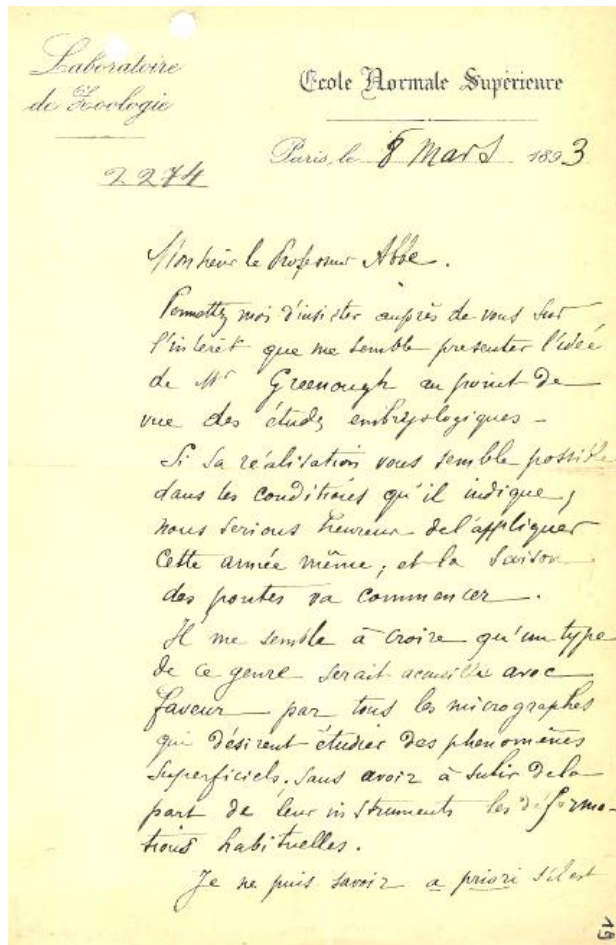 Laboratoire
de Zoologie
Ecole Normale Supérieure
Paris, le 8 Mars 1893
2274
Monsieur le Professeur Abbe.
Permettez moi d'insister auprès de vous sur
l'intérêt que me semble presenter l'idée
de Mr Greenough au point de
vue des études embryologiques -
Si sa réalisation vous semble possible
dans les conditions qu'il indique,
nous serions heureux de l'appliquer
cette année même, et la saison
des pontes va commencer.
Il me semble à croire qu'un type
de ce genre serait accueilli avec
faveur par tous les micrographes
qui désirent étudier des phenomènes
superficiels. sans avoir à subir de la
part de leur instruments les déforma-
tions habituelles.
Je ne puis savoir a priori s'il est